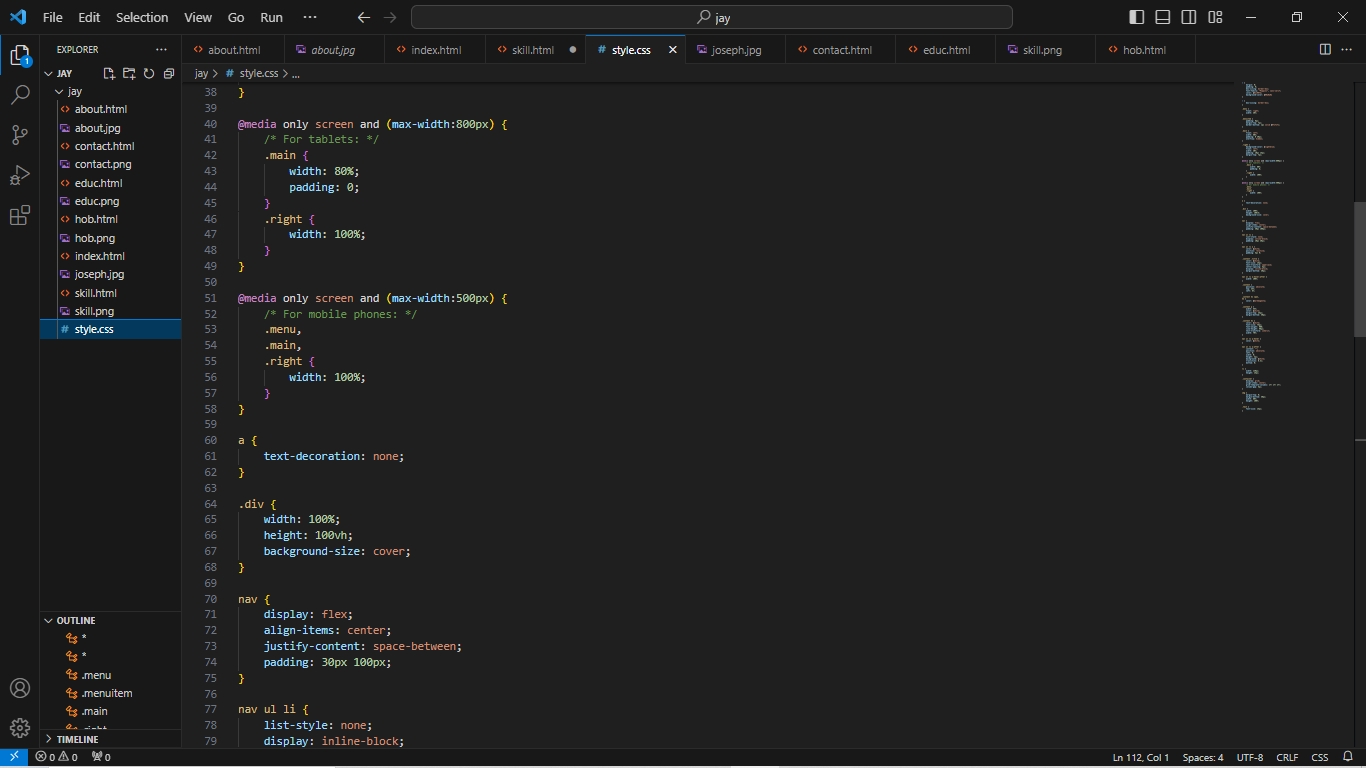 File Edit Selection View Go Run ···
jay
EXPLORER ···
about.html about.jpg index.html skill.html style.css joseph.jpg contact.html educ.html skill.png hob.html
jay > # style.css > ...
JAY
jay
about.html
about.jpg
contact.html
contact.png
educ.html
educ.png
hob.html
hob.png
index.html
joseph.jpg
skill.html
skill.png
# style.css
1
38 }
39
40 @media only screen and (max-width:800px) {
41 /* For tablets: */
42 .main {
43 width: 80%;
44 padding: 0;
45 }
46 .right {
47 width: 100%;
48 }
49 }
50
51 @media only screen and (max-width:500px) {
52 /* For mobile phones: */
53 .menu,
54 .main,
55 .right {
56 width: 100%;
57 }
58 }
59
60 a {
61 text-decoration: none;
62 }
63
64 .div {
65 width: 100%;
66 height: 100vh;
67 background-size: cover;
68 }
69
70 nav {
71 display: flex;
72 align-items: center;
73 justify-content: space-between;
74 padding: 30px 100px;
75 }
76
77 nav ul li {
78 list-style: none;
79 display: inline-block;
OUTLINE
*
*
.menu
.menuitem
.main
.right
TIMELINE
0 0 0
Ln 112, Col 1 Spaces: 4 UTF-8 CRLF CSS